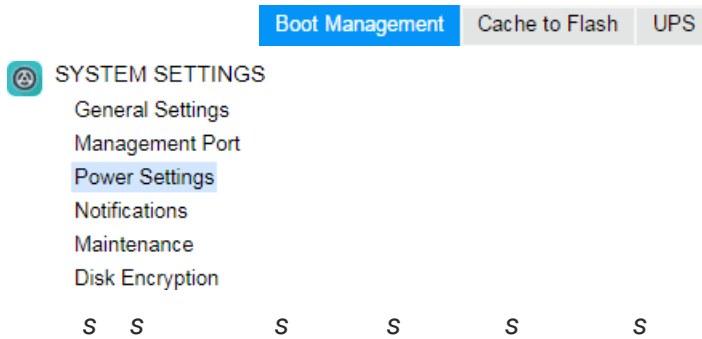 Boot Management Cache to Flash UPS
SYSTEM SETTINGS
General Settings
Management Port
Power Settings
Notifications
Maintenance
Disk Encryption
s s s s s s